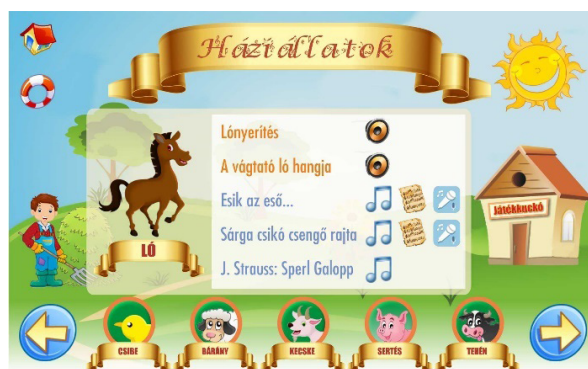 Háziállatok
Lónyerítés
A vágtató ló hangja
Esik az eső...
Sárga csikó csengő rajta
J. Strauss: Sperl Galopp
LÓ
Játékkuckó
CSIBE
BÁRÁNY
KECSKE
SERTÉS
TEHÉN